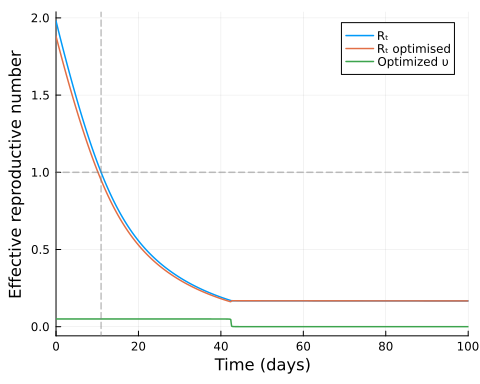 Rₜ
Rₜ optimised
Optimized υ
Effective reproductive number
2.0
1.5
1.0
0.5
0.0
0 20 40 60 80 100
Time (days)